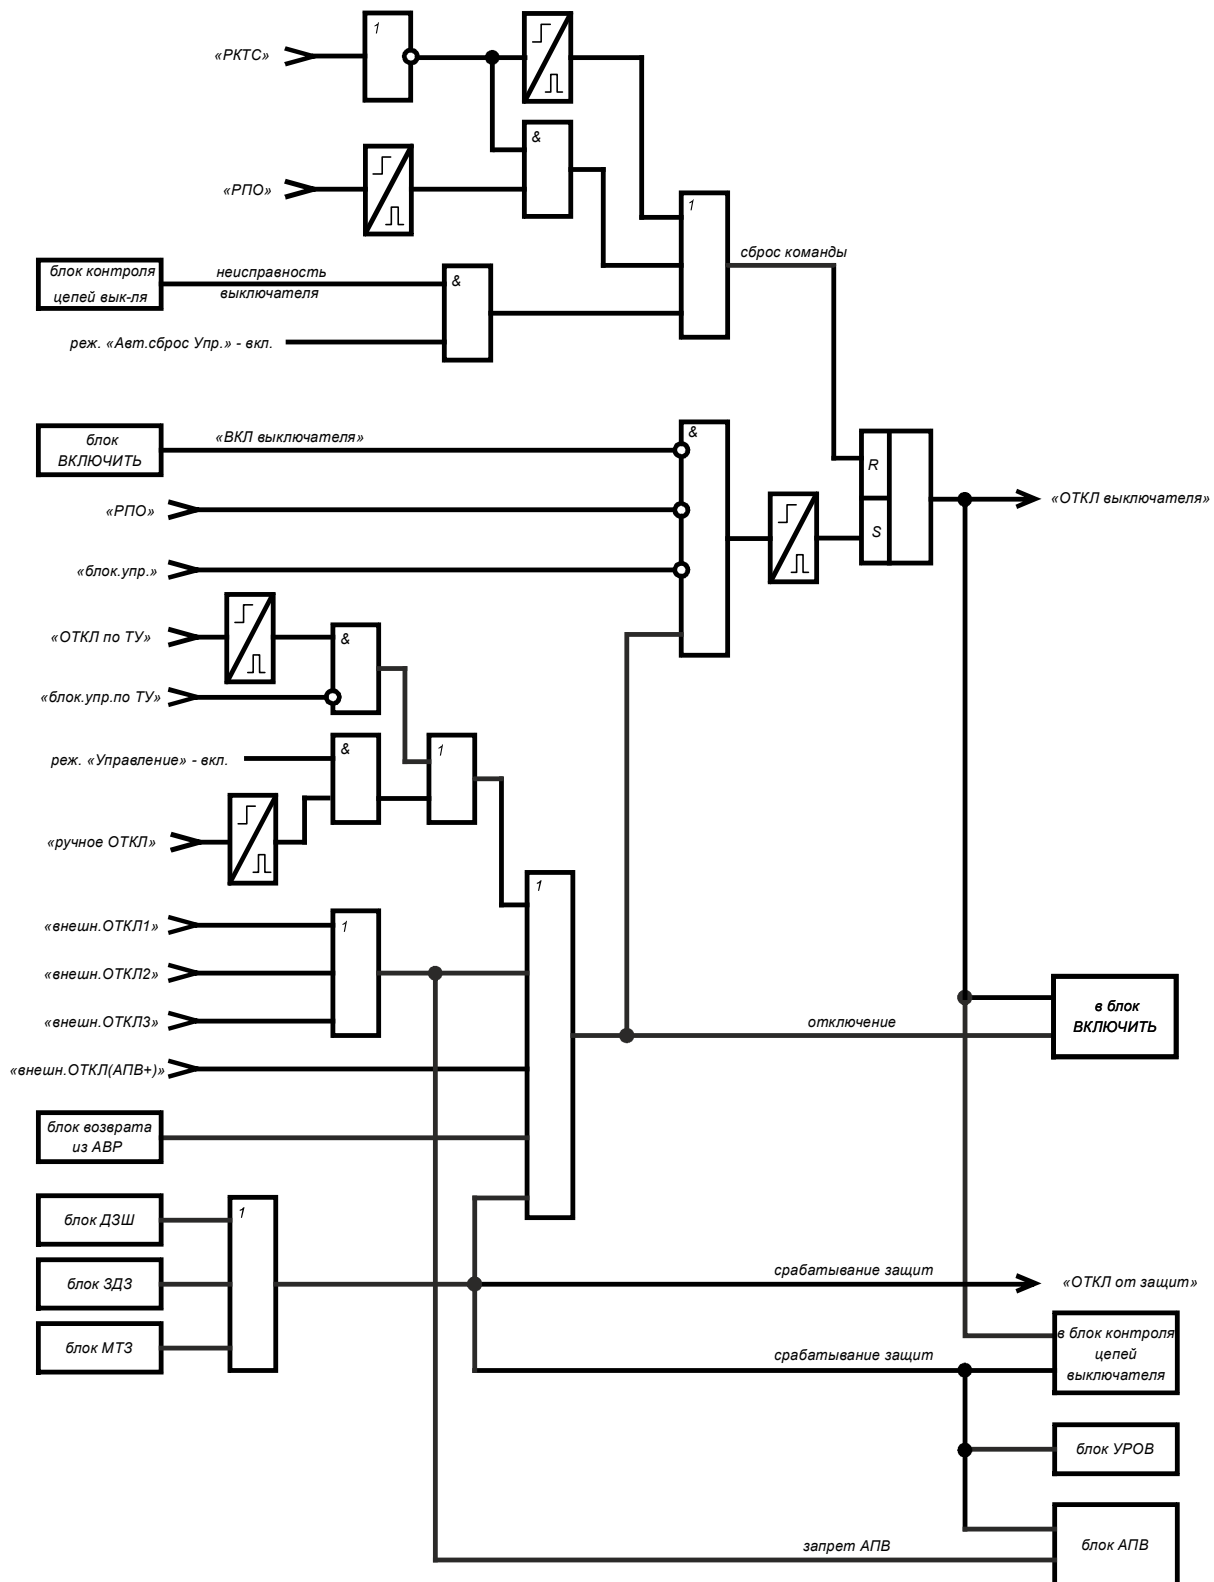 1
«РКТС»
&
«РПО»
1
сброс команды
блок контроля
цепей вык-ля
неисправность
выключателя
&
реж. «Авт.сброс Упр.» - вкл.
&
блок
ВКЛЮЧИТЬ
«ВКЛ выключателя»
R
«ОТКЛ выключателя»
«РПО»
S
«блок.упр.»
«ОТКЛ по ТУ»
&
«блок.упр.по ТУ»
реж. «Управление» - вкл.
&
1
«ручное ОТКЛ»
1
«внешн.ОТКЛ1»
1
«внешн.ОТКЛ2»
«внешн.ОТКЛ3»
отключение
в блок
ВКЛЮЧИТЬ
«внешн.ОТКЛ(АПВ+)»
блок возврата
из АВР
блок ДЗШ
1
блок ЗДЗ
срабатывание защит
«ОТКЛ от защит»
блок МТЗ
срабатывание защит
в блок контроля
цепей
выключателя
блок УРОВ
запрет АПВ
блок АПВ